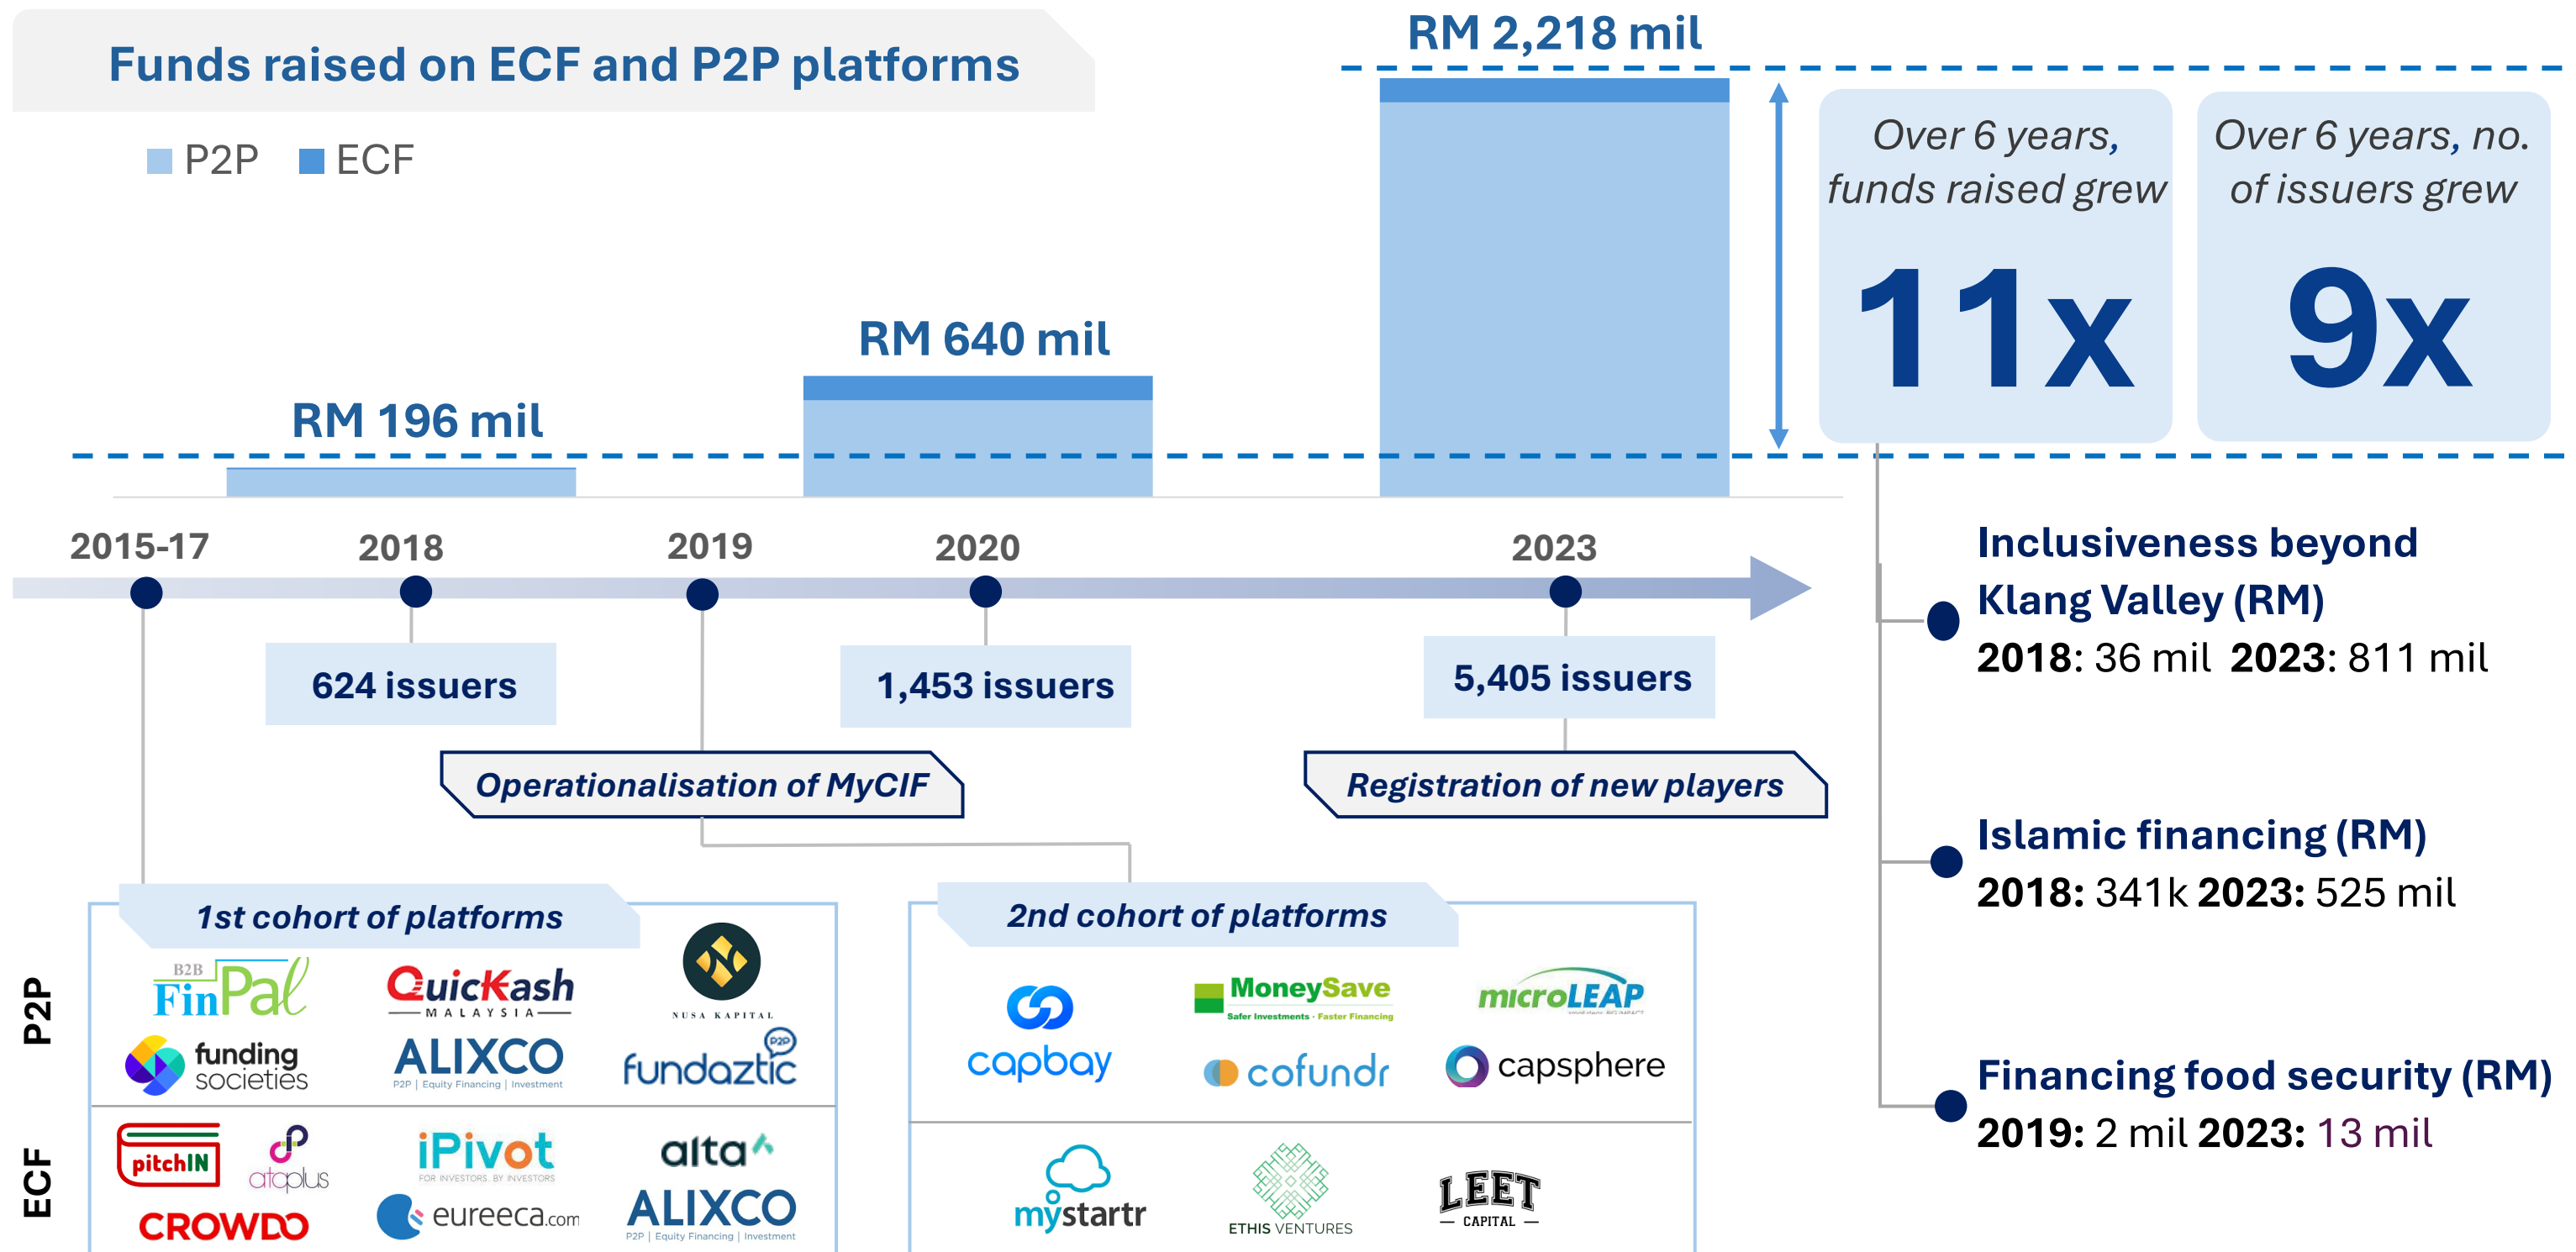 Funds raised on ECF and P2P platforms
P2P
ECF
RM 196 mil
RM 640 mil
RM 2,218 mil
Over 6 years,
funds raised grew
11x
Over 6 years, no.
of issuers grew
9x
2015-17
2018
2019
2020
2023
624 issuers
1,453 issuers
5,405 issuers
Operationalisation of MyCIF
Registration of new players
Inclusiveness beyond
Klang Valley (RM)
2018: 36 mil 2023: 811 mil
Islamic financing (RM)
2018: 341k 2023: 525 mil
Financing food security (RM)
2019: 2 mil 2023: 13 mil
1st cohort of platforms
P2P
B2B
FinPal
QuicKash
MALAYSIA
NUSA KAPITAL
funding
societies
ALIXCO
P2P | Equity Financing | Investment
P2P
fundaztic
ECF
pitchIN
ataplus
iPivot
FOR INVESTORS. BY INVESTORS
alta
CROWDO
eureeca.com
ALIXCO
P2P | Equity Financing | Investment
2nd cohort of platforms
capbay
MoneySave
Safer Investments · Faster Financing
microLEAP
cofundr
capsphere
mystartr
ETHIS VENTURES
LEET
CAPITAL